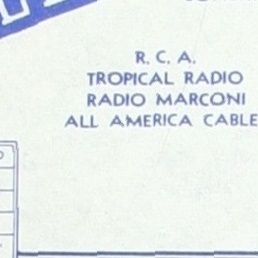 R. C. A.
TROPICAL RADIO
RADIO MARCONI
ALL AMERICA CABLE